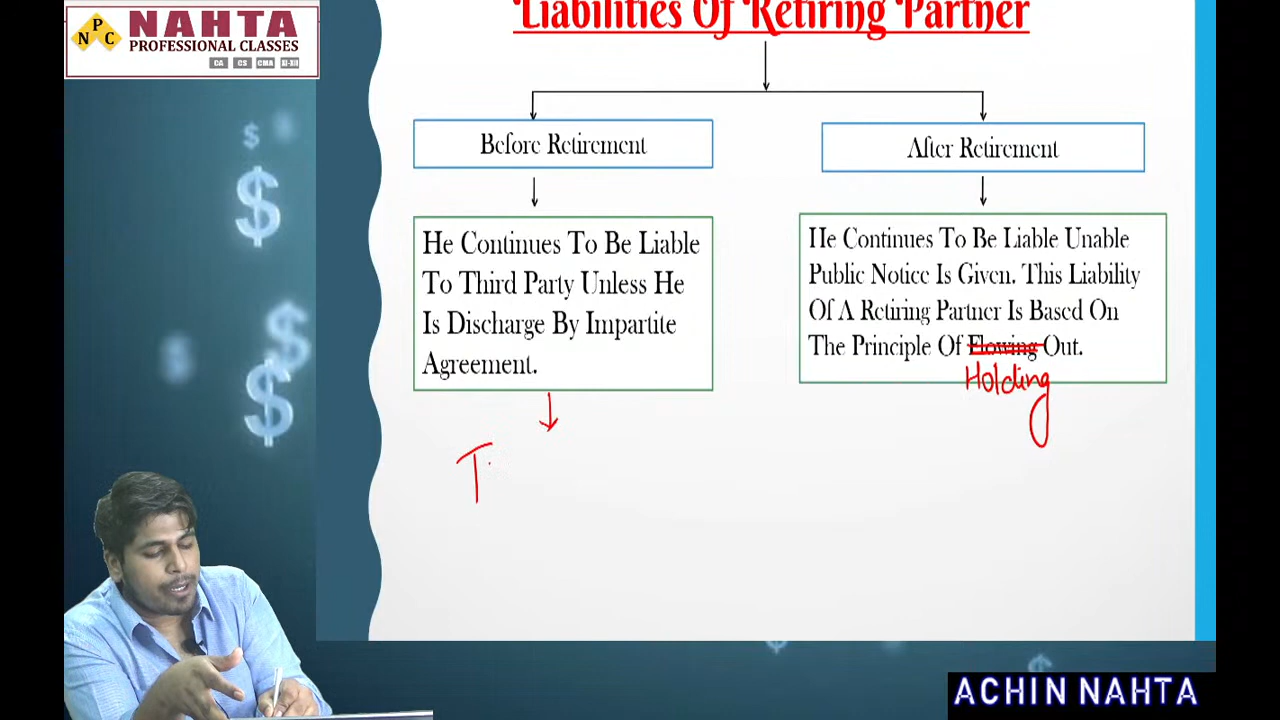 Liabilities Of Retiring Partner
N P C
NAHTA
PROFESSIONAL CLASSES
CA CS CMA XI-XII
Before Retirement
After Retirement
He Continues To Be Liable
To Third Party Unless He
Is Discharge By Impartite
Agreement.
He Continues To Be Liable Unable
Public Notice Is Given. This Liability
Of A Retiring Partner Is Based On
The Principle Of Flowing Out.
Holding
T
ACHIN NAHTA